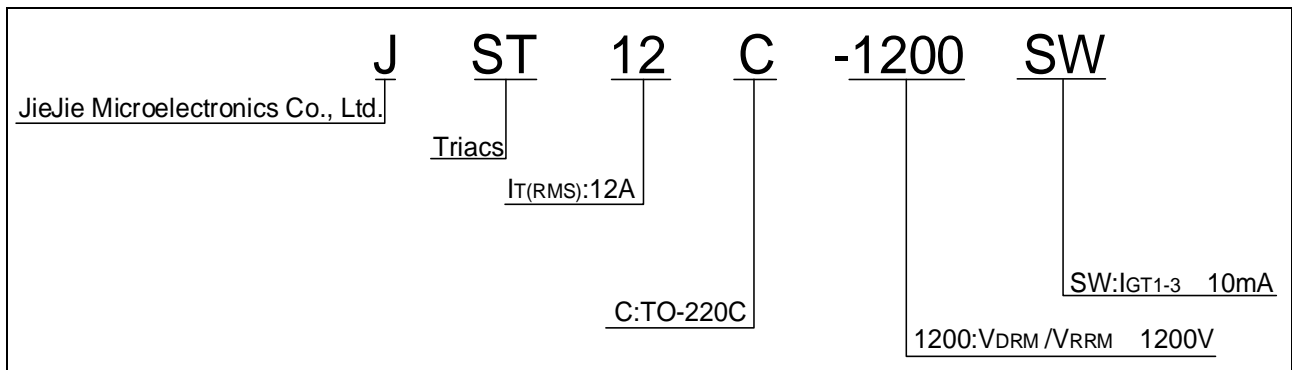 J ST 12 C -1200 SW
JieJie Microelectronics Co., Ltd.
Triacs
IT(RMS):12A
SW:IGT1-3 10mA
C:TO-220C
1200:VDRM /VRRM 1200V